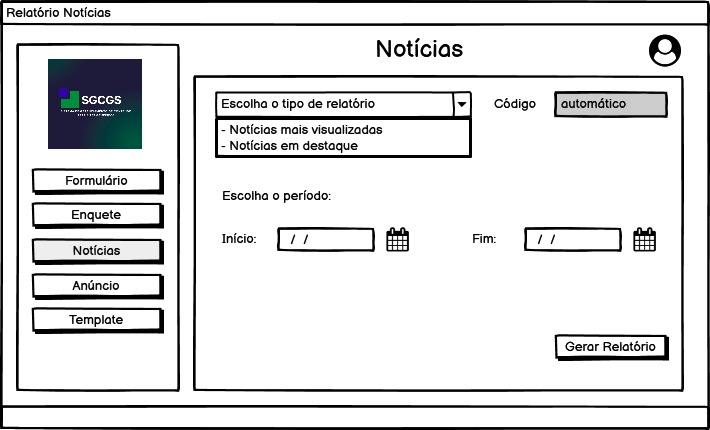 Relatório Notícias
Notícias
SGCGS
Escolha o tipo de relatório
Código
automático
- Notícias mais visualizadas
- Notícias em destaque
Formulário
Enquete
Notícias
Anúncio
Template
Escolha o período:
Início:
/ /
Fim:
/ /
Gerar Relatório